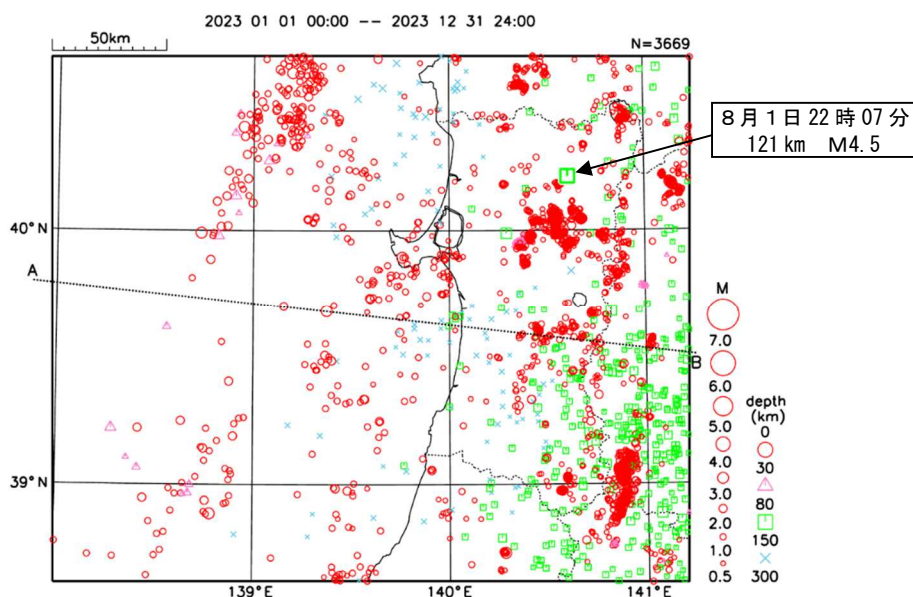 2023 01 01 00:00 -- 2023 12 31 24:00
50km
N=3669
8月1日 22時07分
121km M4.5
40°N
A
M
7.0
B
6.0
depth
(km)
5.0
0
4.0
30
3.0
80
2.0
150
1.0
300
0.5
39°N
139°E
140°E
141°E